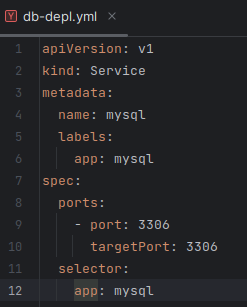 db-depl.yml
1 apiVersion: v1
2 kind: Service
3 metadata:
4   name: mysql
5   labels:
6     app: mysql
7 spec:
8   ports:
9     - port: 3306
10       targetPort: 3306
11   selector:
12     app: mysql